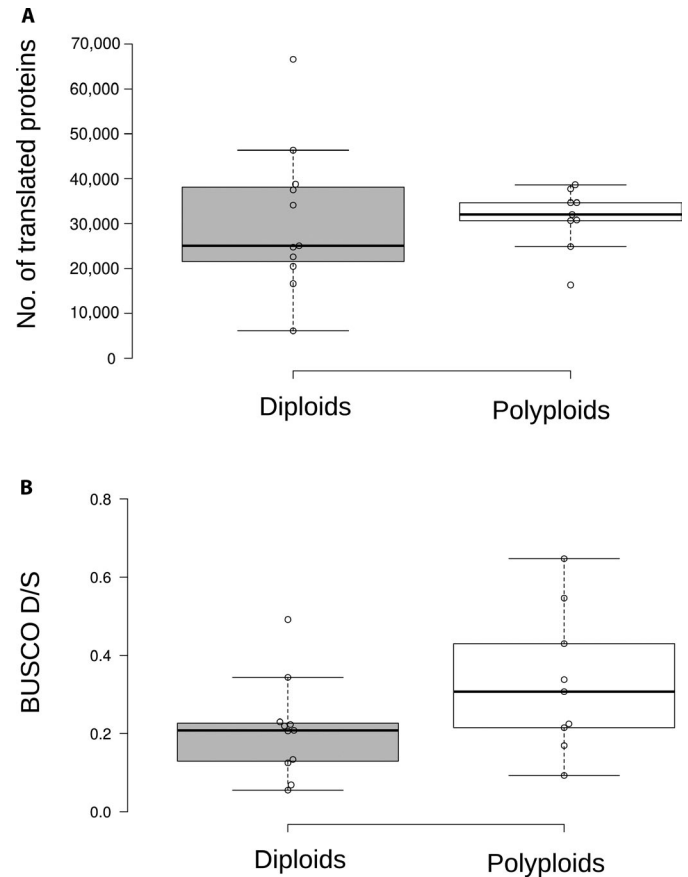 A
No. of translated proteins
70,000
60,000
50,000
40,000
30,000
20,000
10,000
0
Diploids
Polyploids
B
BUSCO D/S
0.8
0.6
0.4
0.2
0.0
Diploids
Polyploids